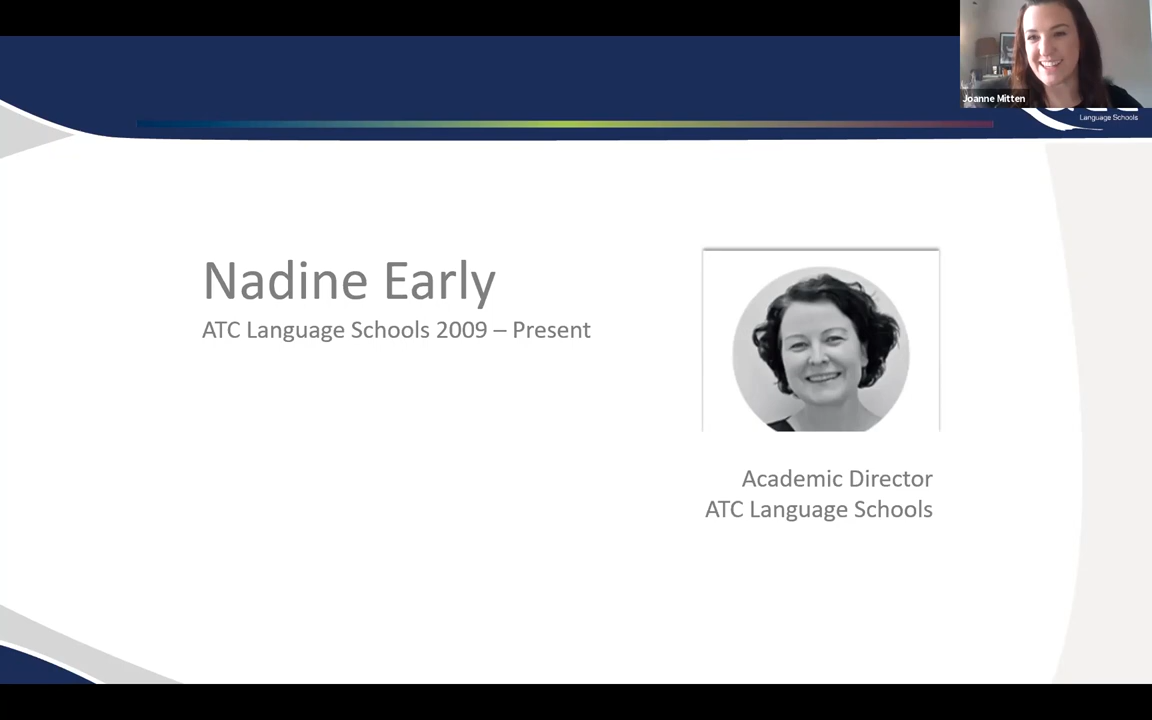 Joanne Mitten
Language Schools
Nadine Early
ATC Language Schools 2009 – Present
Academic Director
ATC Language Schools